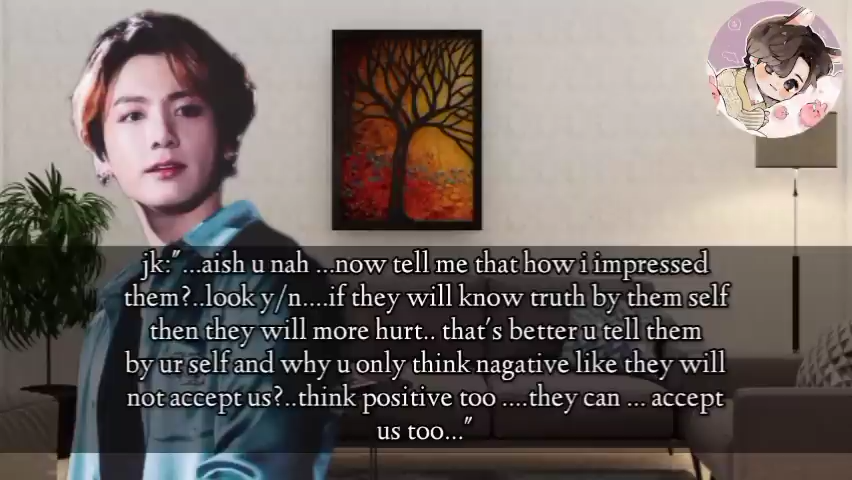 jk:"...aish u nah ...now tell me that how i impressed
them?..look y/n....if they will know truth by them self
then they will more hurt.. that's better u tell them
by ur self and why u only think nagative like they will
not accept us?..think positive too ....they can ... accept
us too..."